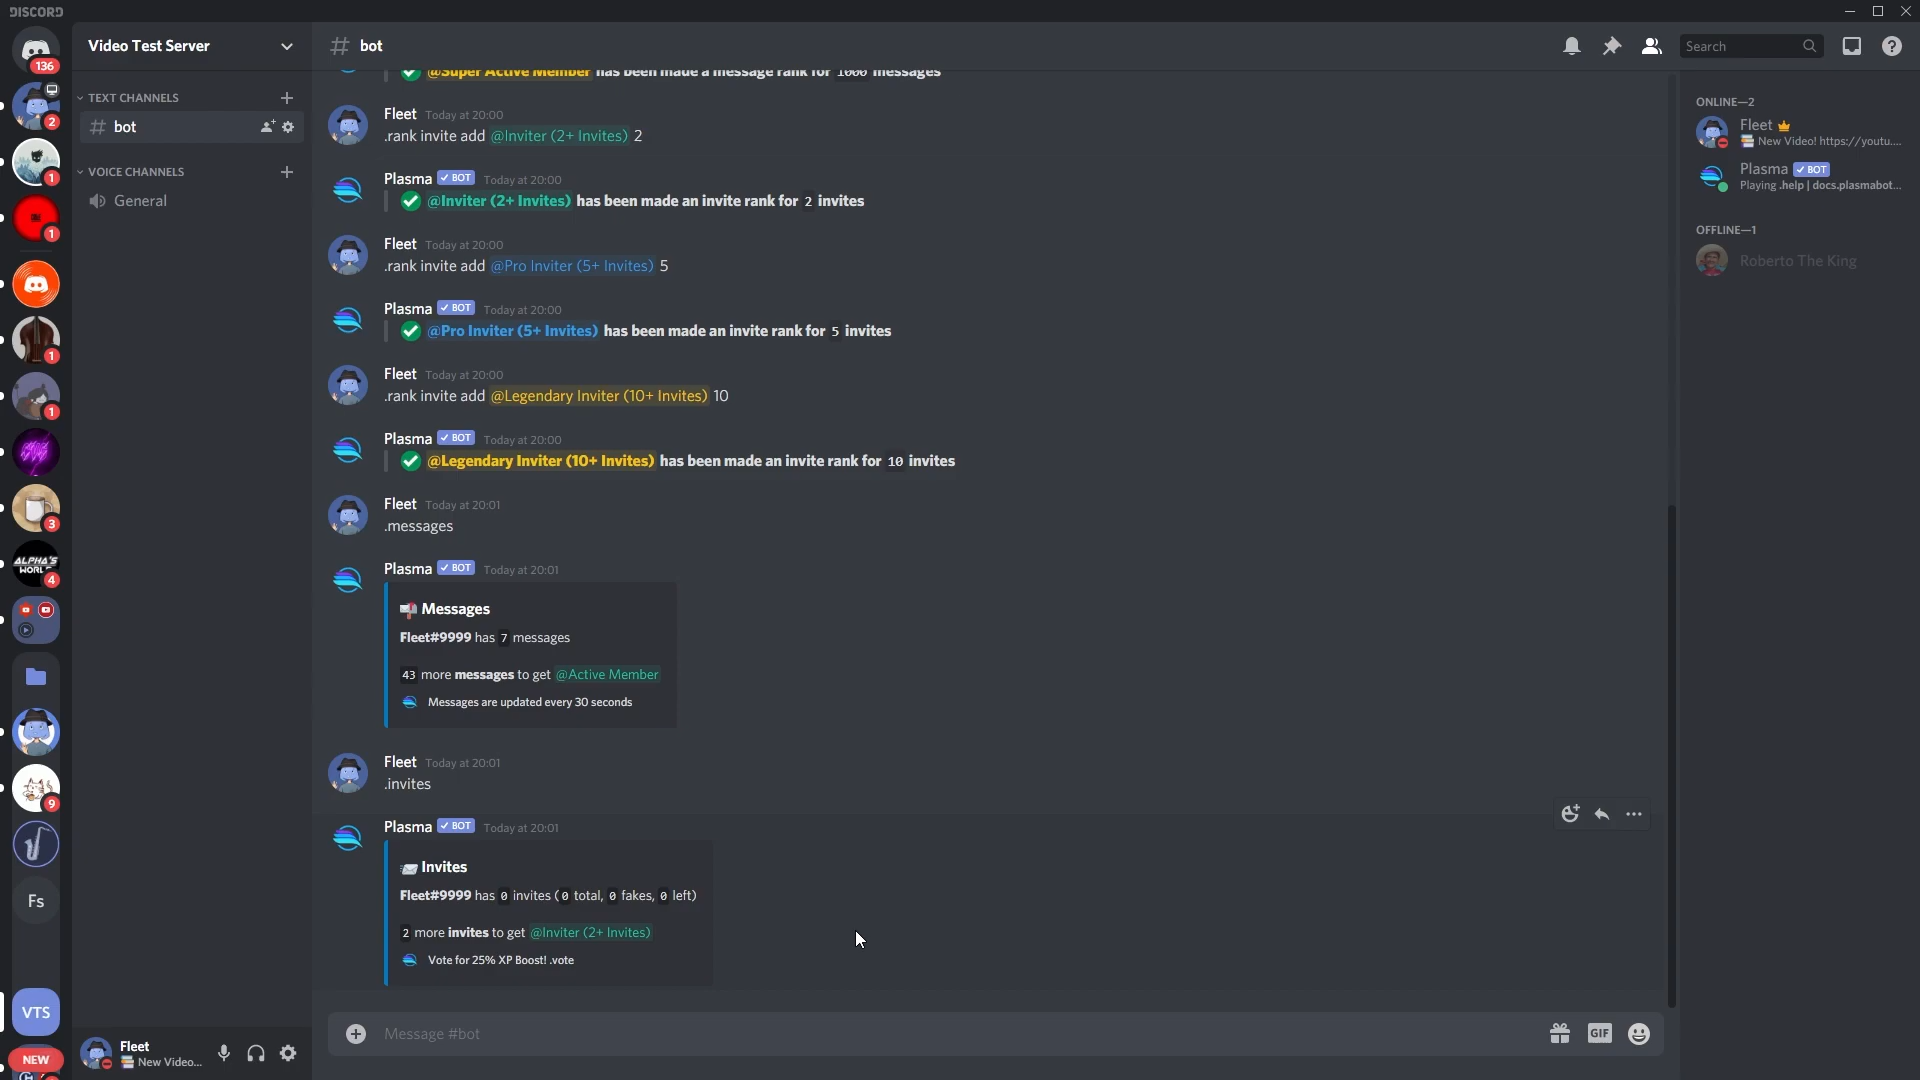 DISCORD
136
2
1
1
1
1
3
ALPHA'S
WORL
4
9
Fs
VTS
NEW
Video Test Server
TEXT CHANNELS
bot
VOICE CHANNELS
General
Fleet
New Video...
# bot
Search
@Super Active Member has been made a message rank for 1000 messages
Fleet Today at 20:00
.rank invite add @Inviter (2+ Invites) 2
Plasma ✓ BOT Today at 20:00
@Inviter (2+ Invites) has been made an invite rank for 2 invites
Fleet Today at 20:00
.rank invite add @Pro Inviter (5+ Invites) 5
Plasma ✓ BOT Today at 20:00
@Pro Inviter (5+ Invites) has been made an invite rank for 5 invites
Fleet Today at 20:00
.rank invite add @Legendary Inviter (10+ Invites) 10
Plasma ✓ BOT Today at 20:00
@Legendary Inviter (10+ Invites) has been made an invite rank for 10 invites
Fleet Today at 20:01
.messages
Plasma ✓ BOT Today at 20:01
Messages
Fleet#9999 has 7 messages
43 more messages to get @Active Member
Messages are updated every 30 seconds
Fleet Today at 20:01
.invites
Plasma ✓ BOT Today at 20:01
Invites
Fleet#9999 has 0 invites (0 total, 0 fakes, 0 left)
2 more invites to get @Inviter (2+ Invites)
Vote for 25% XP Boost! .vote
Message #bot
GIF
ONLINE—2
Fleet
New Video! https://youtu....
Plasma ✓ BOT
Playing .help | docs.plasmabot...
OFFLINE—1
Roberto The King